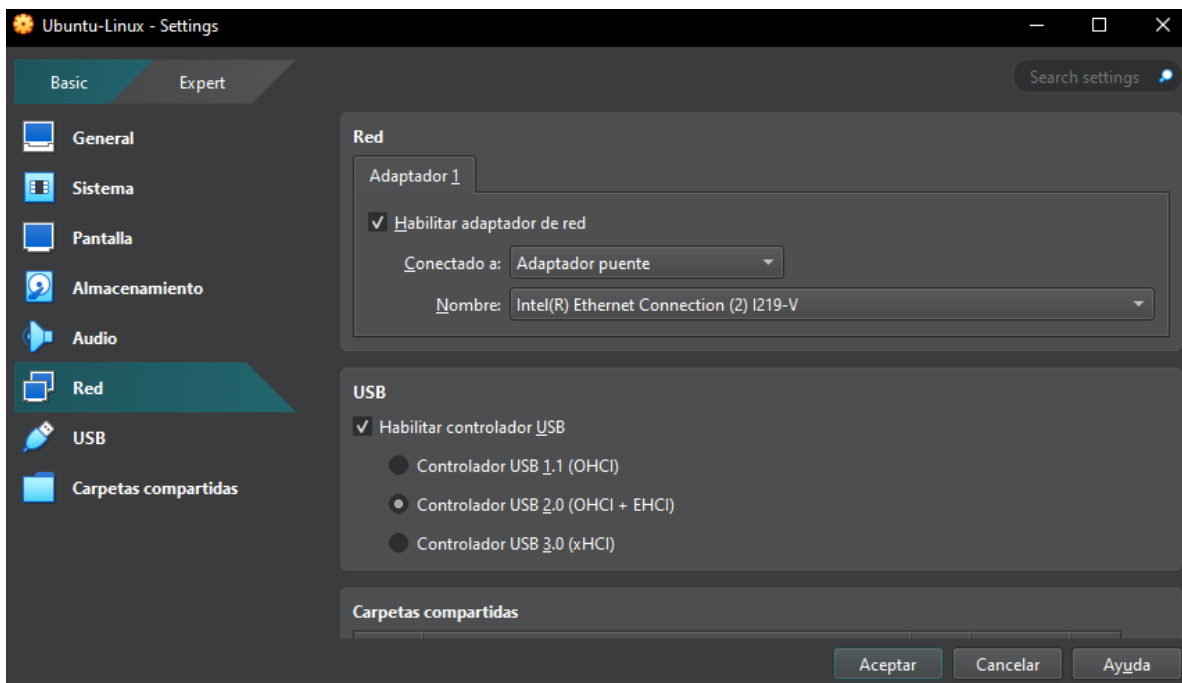 Ubuntu-Linux - Settings
Basic
Expert
Search settings
General
Sistema
Pantalla
Almacenamiento
Audio
Red
USB
Carpetas compartidas
Red
Adaptador 1
Habilitar adaptador de red
Conectado a: Adaptador puente
Nombre: Intel(R) Ethernet Connection (2) I219-V
USB
Habilitar controlador USB
Controlador USB 1.1 (OHCI)
Controlador USB 2.0 (OHCI + EHCI)
Controlador USB 3.0 (xHCI)
Carpetas compartidas
Aceptar
Cancelar
Ayuda